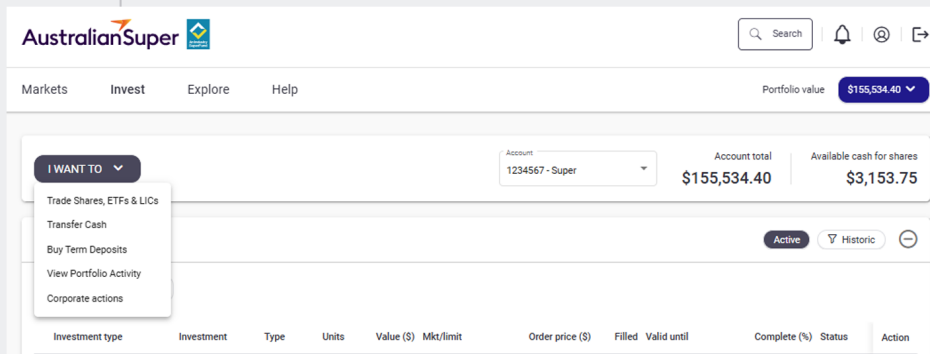 AustralianSuper
Search
Markets Invest Explore Help Portfolio value $155,534.40
I WANT TO
Account
1234567 - Super
Account total
$155,534.40
Available cash for shares
$3,153.75
Trade Shares, ETFs & LICs
Transfer Cash
Buy Term Deposits
View Portfolio Activity
Corporate actions
Active Historic
Investment type Investment Type Units Value ($) Mkt/limit Order price ($) Filled Valid until Complete (%) Status Action